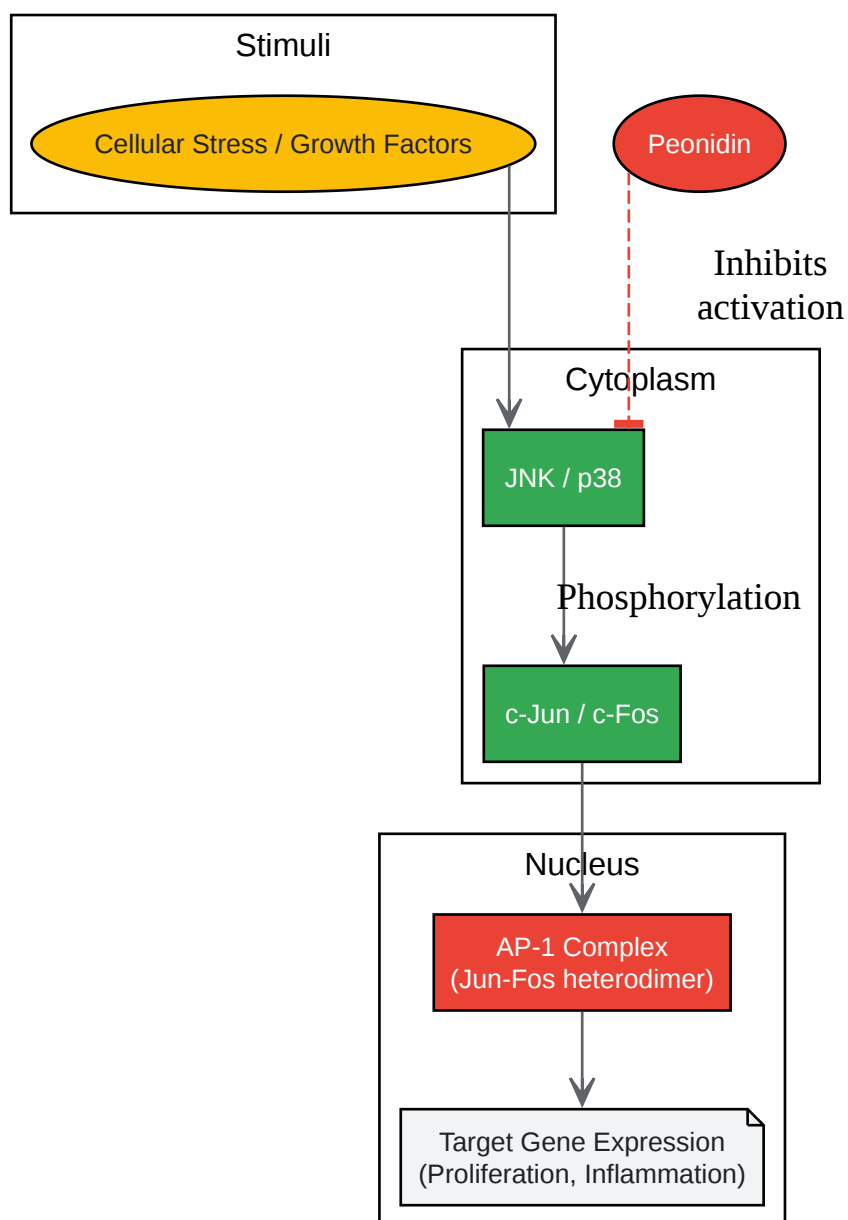 Stimuli
Cellular Stress / Growth Factors
Peonidin
Inhibits
activation
Cytoplasm
JNK / p38
Phosphorylation
c-Jun / c-Fos
Nucleus
AP-1 Complex
(Jun-Fos heterodimer)
Target Gene Expression
(Proliferation, Inflammation)